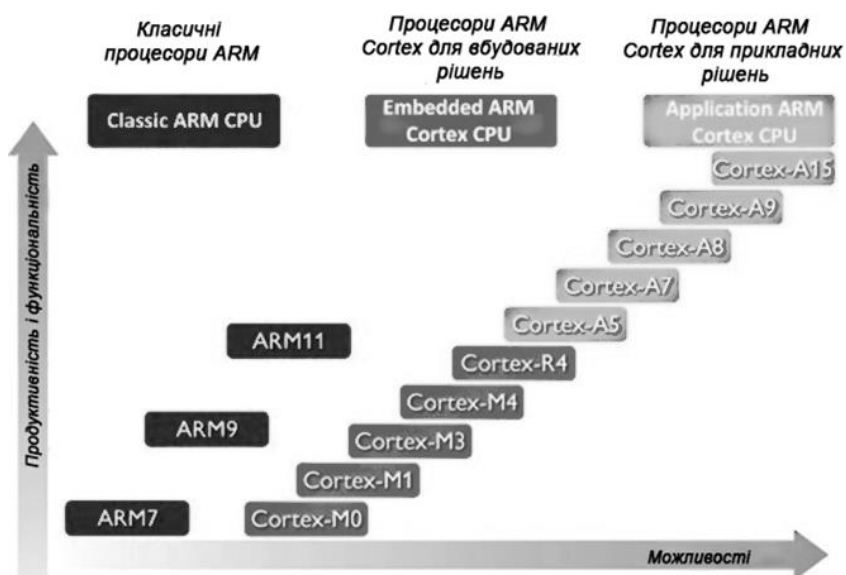 Класичні
процесори ARM
Процесори ARM
Cortex для вбудованих
рішень
Процесори ARM
Cortex для прикладних
рішень
Classic ARM CPU
Embedded ARM
Cortex CPU
Application ARM
Cortex CPU
Продуктивність і функціональність
Cortex-A15
Cortex-A9
Cortex-A8
Cortex-A7
Cortex-A5
ARM11
Cortex-R4
Cortex-M4
ARM9
Cortex-M3
Cortex-M1
ARM7
Cortex-M0
Можливості